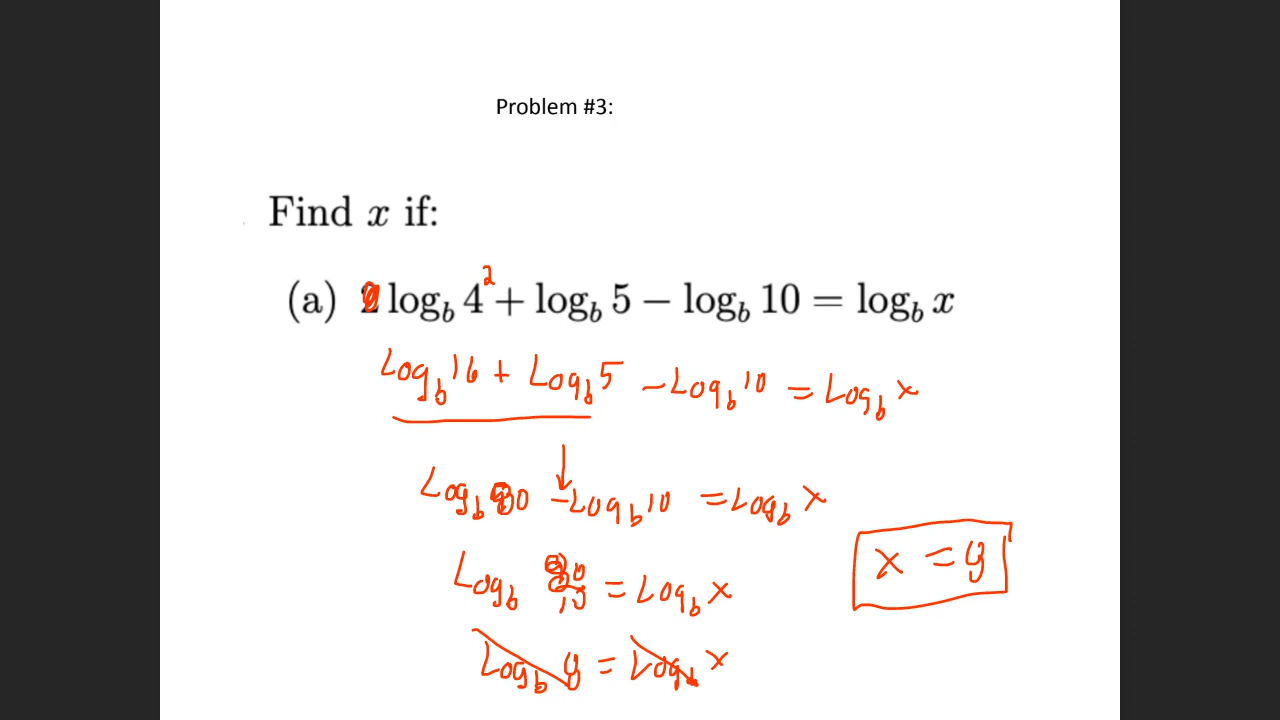 Problem #3:
Find x if:
(a) 2 log_b 4^2 + log_b 5 − log_b 10 = log_b x
Log_b 16 + Log_b 5 − Log_b 10 = Log_b x
Log_b 80 − Log_b 10 = Log_b x
Log_b 80/10 = Log_b x
x = 8
Log_b 8 = Log_b x